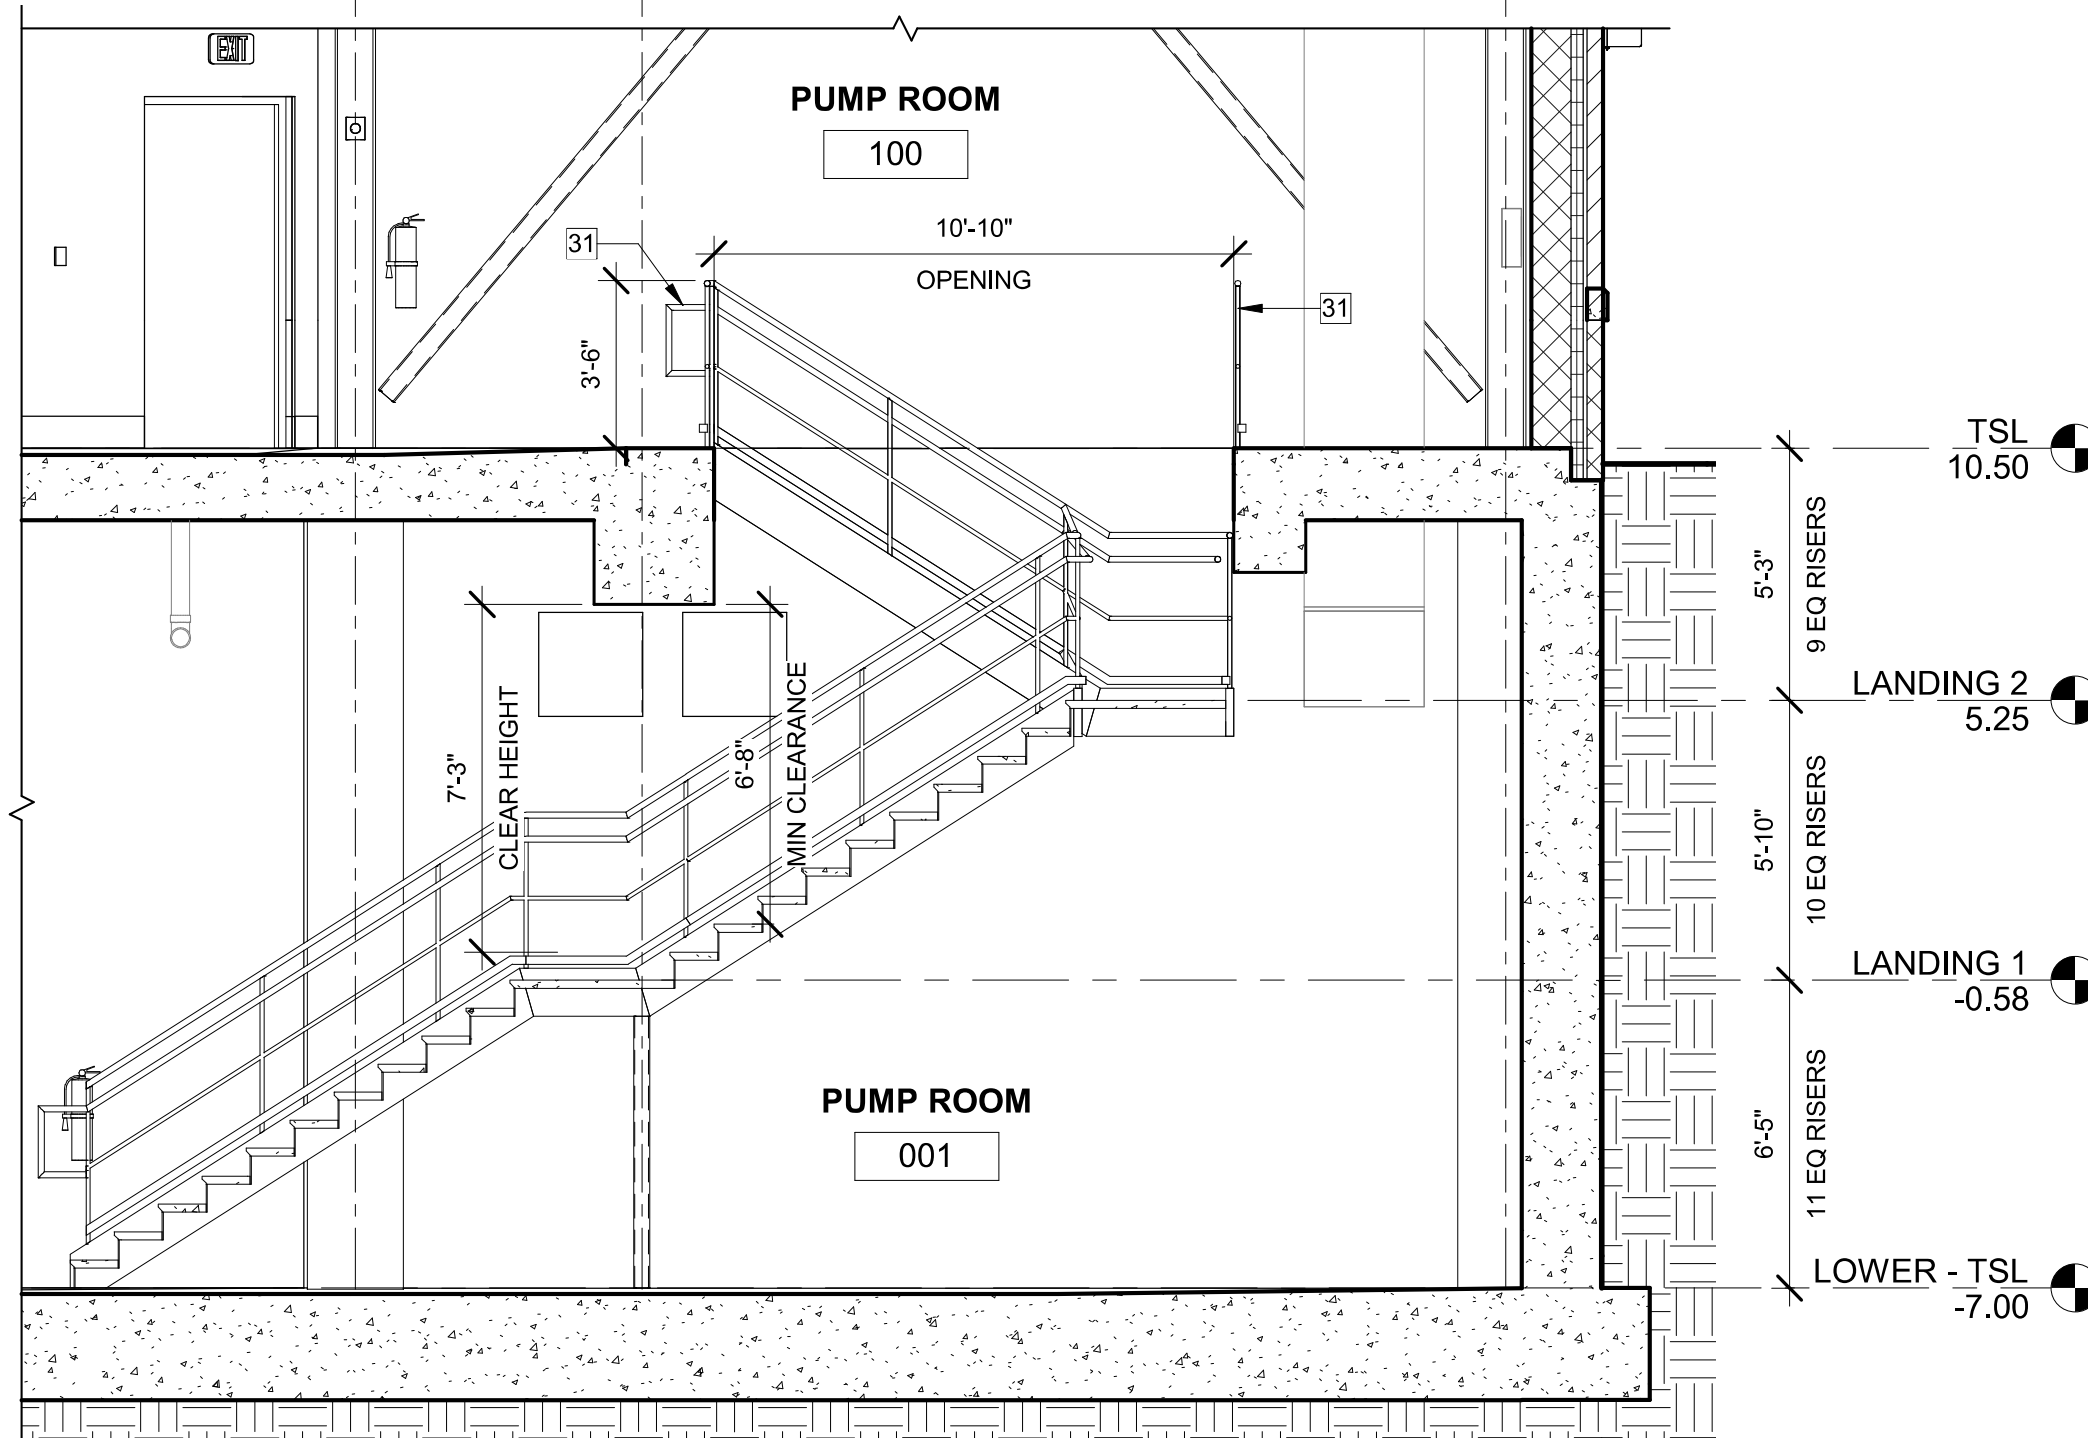 EXIT
PUMP ROOM
100
10'-10"
OPENING
31
31
3'-6"
TSL
10.50
5'-3"
9 EQ RISERS
LANDING 2
5.25
7'-3"
CLEAR HEIGHT
6'-8"
MIN CLEARANCE
5'-10"
10 EQ RISERS
LANDING 1
-0.58
PUMP ROOM
001
6'-5"
11 EQ RISERS
LOWER - TSL
-7.00